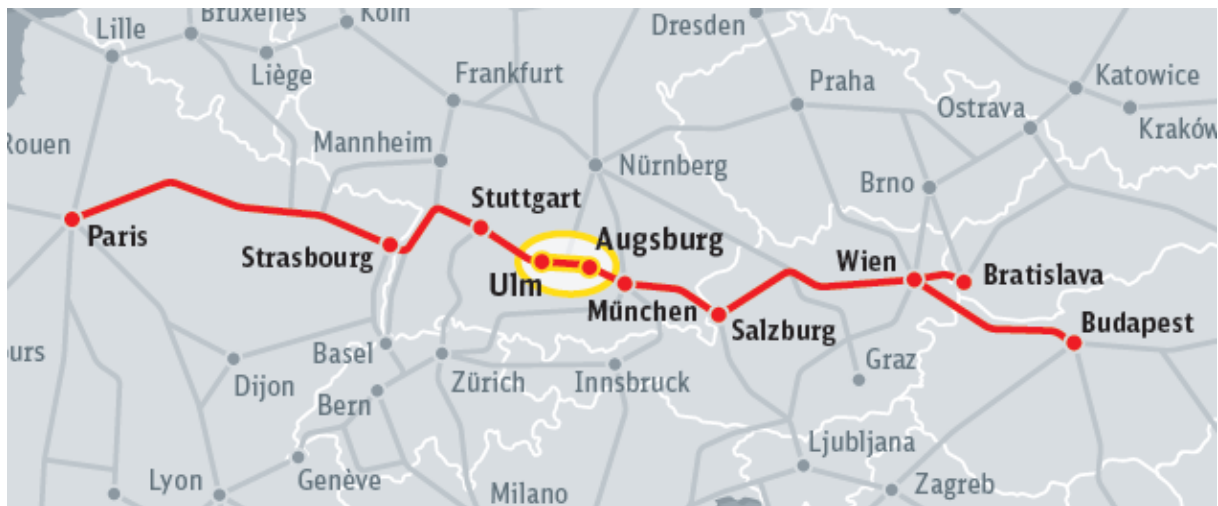 Bruxelles
Köln
Lille
Liège
Dresden
Frankfurt
Praha
Katowice
Ostrava
Kraków
Rouen
Mannheim
Nürnberg
Brno
Stuttgart
Paris
Strasbourg
Augsburg
Ulm
München
Salzburg
Wien
Bratislava
Budapest
ours
Basel
Dijon
Zürich
Innsbruck
Graz
Bern
Ljubljana
Lyon
Genève
Milano
Zagreb